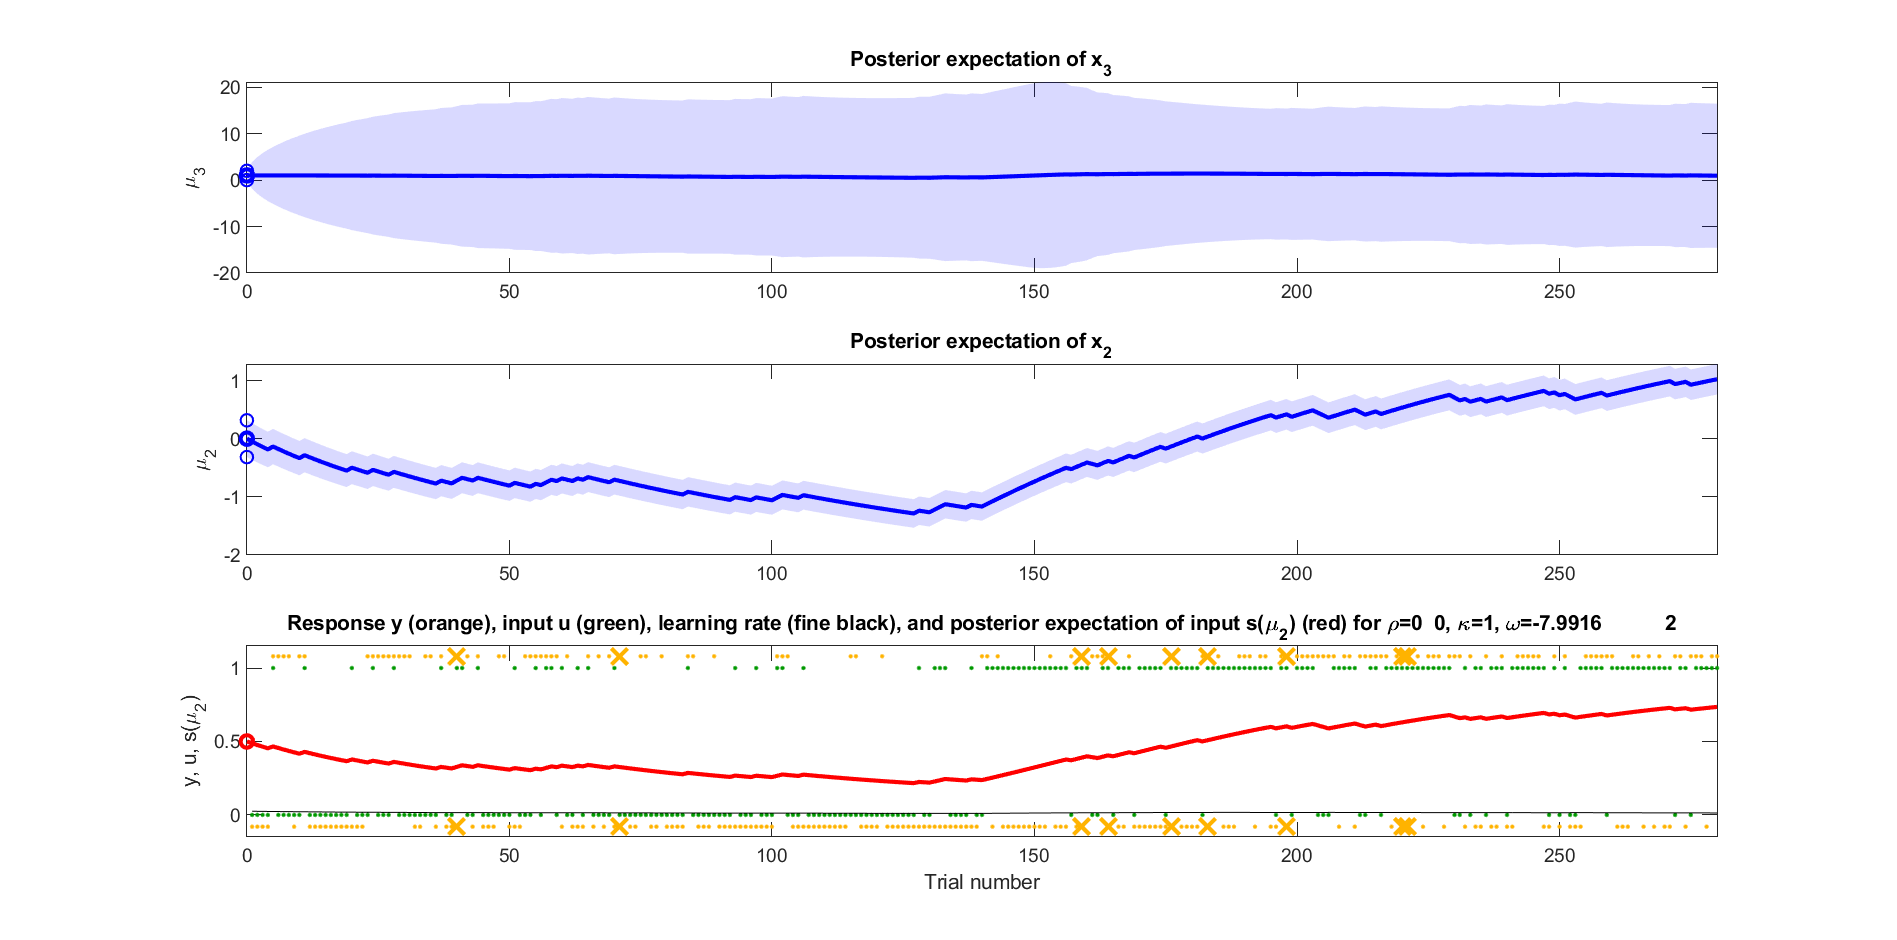 Posterior expectation of x₃
μ₃
20
10
0
-10
-20
0 50 100 150 200 250
Posterior expectation of x₂
μ₂
1
0
-1
-2
0 50 100 150 200 250
Response y (orange), input u (green), learning rate (fine black), and posterior expectation of input s(μ₂) (red) for ρ=0 0, κ=1, ω=-7.9916 2
y, u, s(μ₂)
1
0.5
0
0 50 100 150 200 250
Trial number